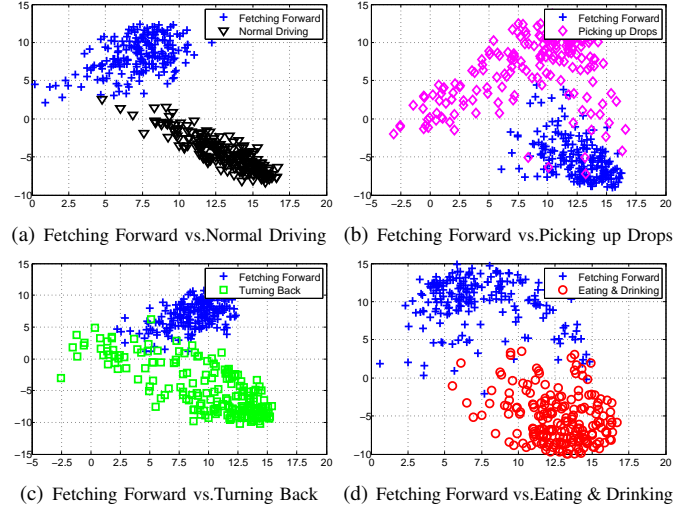 15
10
5
0
−5
−10
0 2.5 5 7.5 10 12.5 15 17.5 20
Fetching Forward
Normal Driving
(a) Fetching Forward vs.Normal Driving
15
10
5
0
−5
−10
−5 −2.5 0 2.5 5 7.5 10 12.5 15 17.5 20
Fetching Forward
Picking up Drops
(b) Fetching Forward vs.Picking up Drops
15
10
5
0
−5
−10
15
−5 −2.5 0 2.5 5 7.5 10 12.5 15 17.5 20
Fetching Forward
Turning Back
(c) Fetching Forward vs.Turning Back
15
10
5
0
−5
−10
0 2.5 5 7.5 10 12.5 15 17.5 20
Fetching Forward
Eating & Drinking
(d) Fetching Forward vs.Eating & Drinking